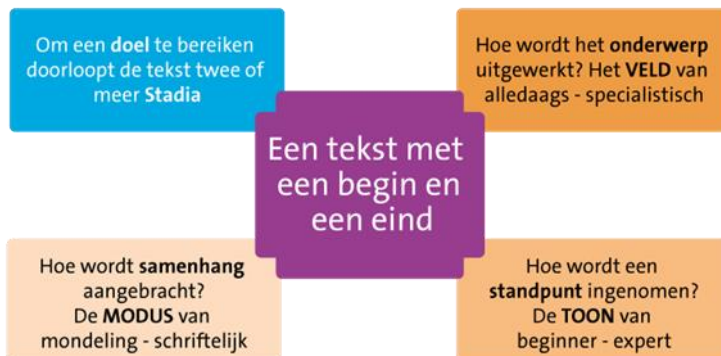 Om een doel te bereiken
doorloopt de tekst twee of
meer Stadia
Hoe wordt het onderwerp
uitgewerkt? Het VELD van
alledaags - specialistisch
Een tekst met
een begin en
een eind
Hoe wordt samenhang
aangebracht?
De MODUS van
mondeling - schriftelijk
Hoe wordt een
standpunt ingenomen?
De TOON van
beginner - expert